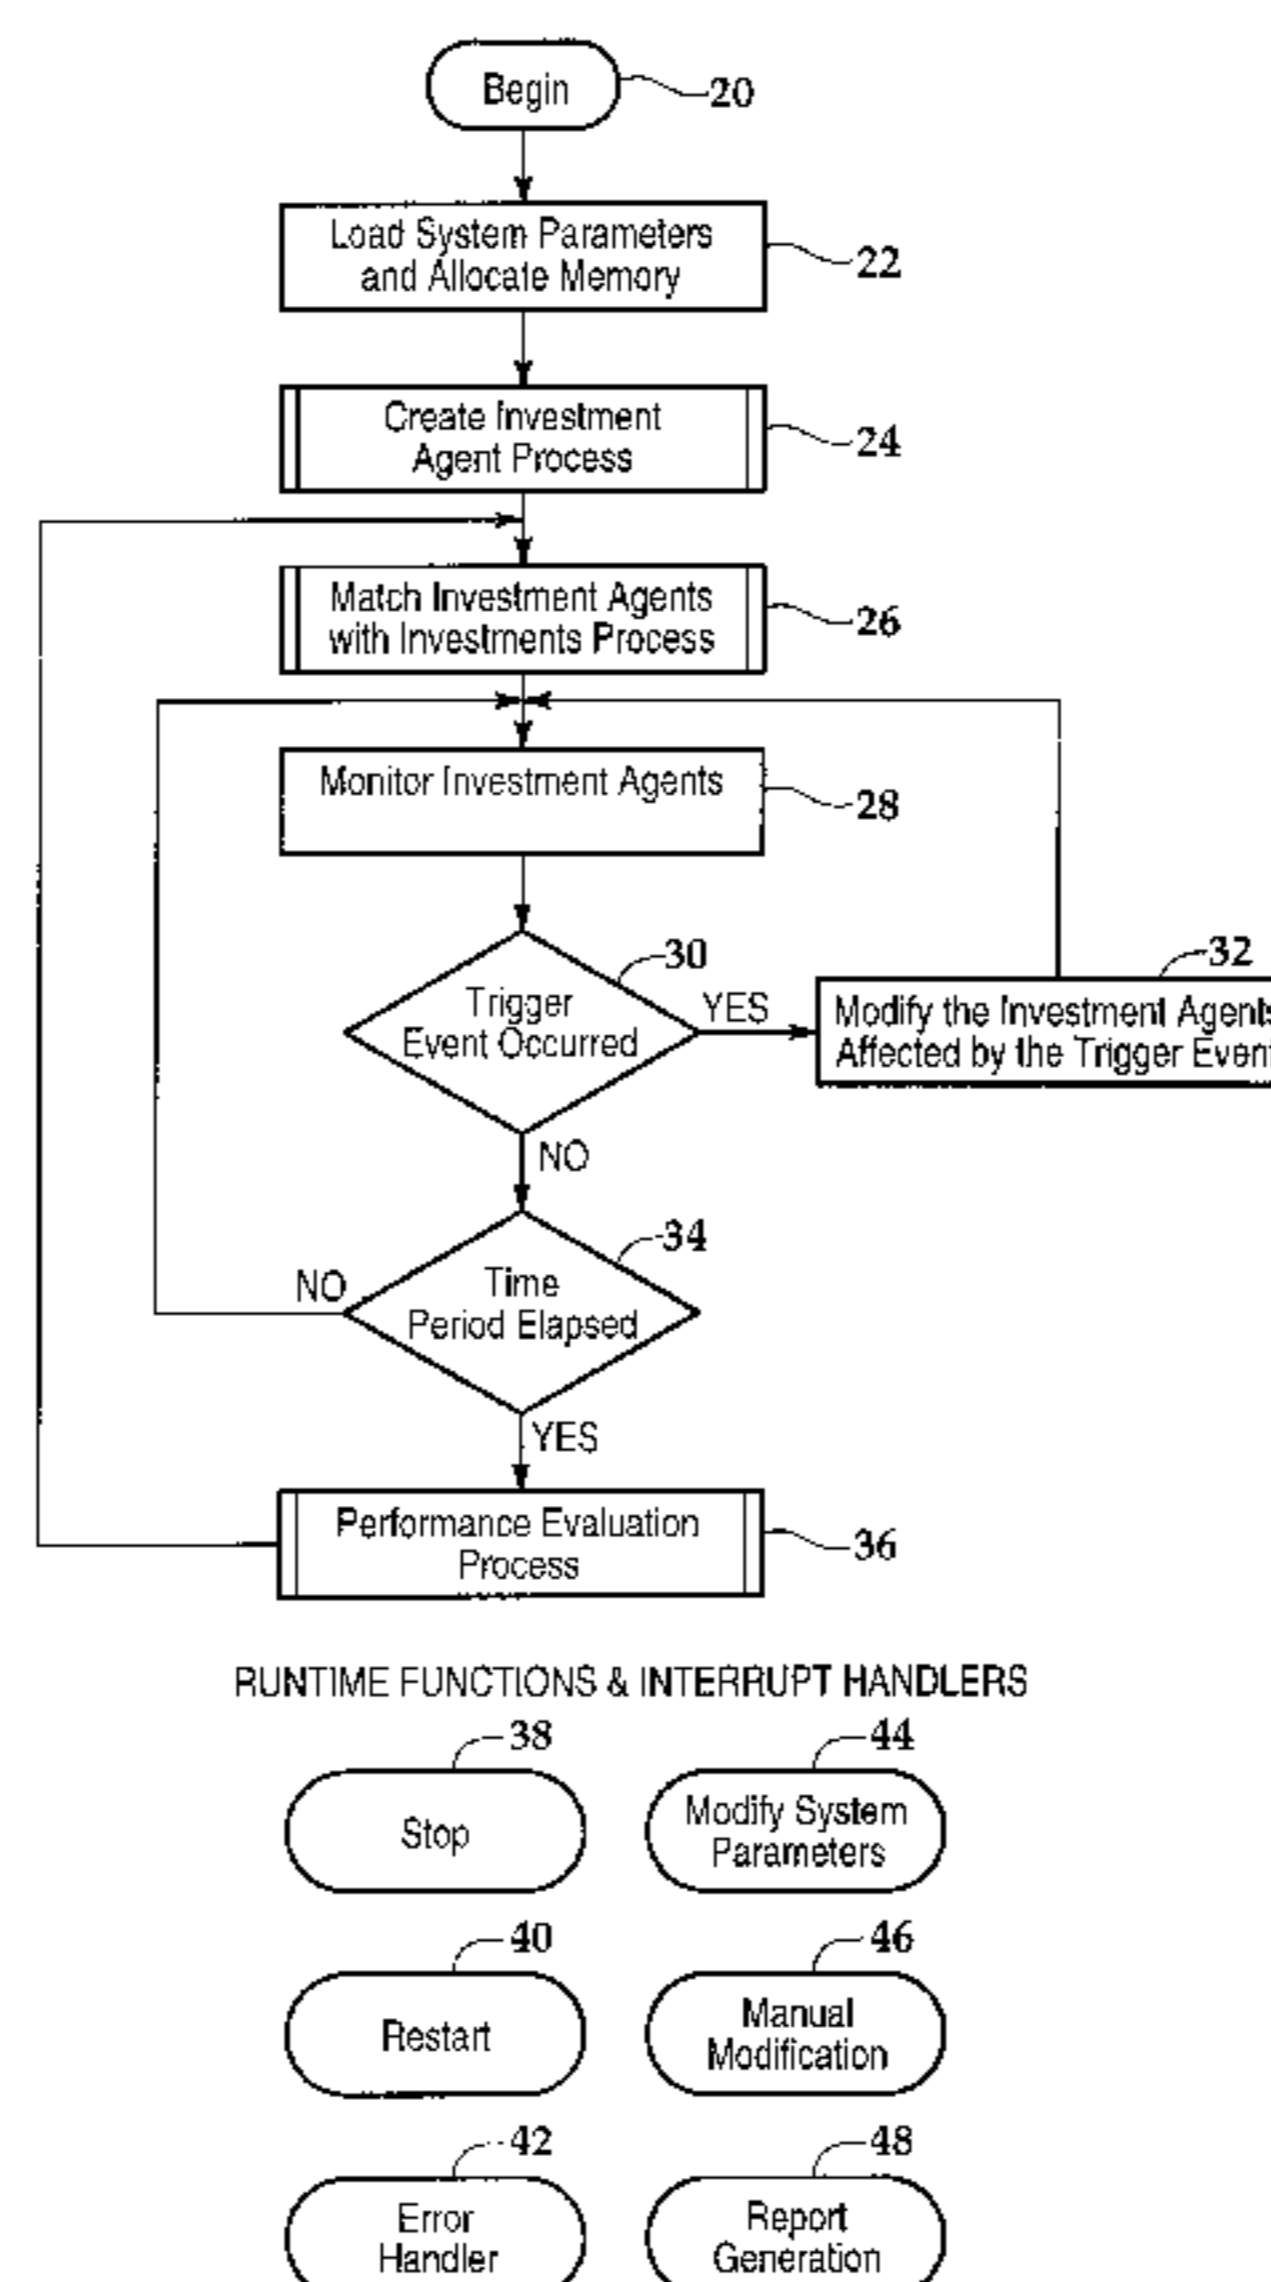 Begin
20
Load System Parameters
and Allocate Memory
22
Create Investment
Agent Process
24
Match Investment Agents
with Investments Process
26
Monitor Investment Agents
28
30
Trigger
Event Occurred
YES
32
Modify the Investment Agents
Affected by the Trigger Event
NO
34
Time
Period Elapsed
NO
YES
Performance Evaluation
Process
36
RUNTIME FUNCTIONS & INTERRUPT HANDLERS
38
Stop
44
Modify System
Parameters
40
Restart
46
Manual
Modification
42
Error
Handler
48
Report
Generation